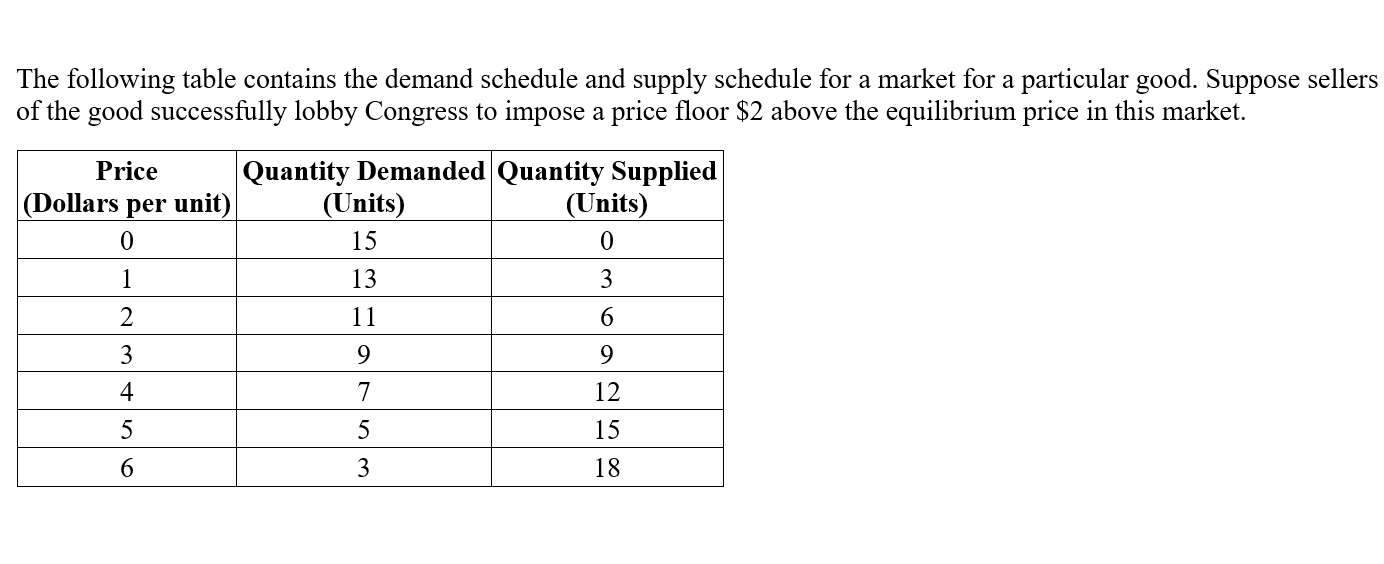 The following table contains the demand schedule and supply schedule for a market for a particular good. Suppose sellers
of the good successfully lobby Congress to impose a price floor $2 above the equilibrium price in this market.
Price Quantity Demanded Quantity Supplied
(Dollars per unit) (Units) (Units)
0 15 0
1 13 3
2 11 6
3 9 9
4 7 12
5 5 15
6 3 18